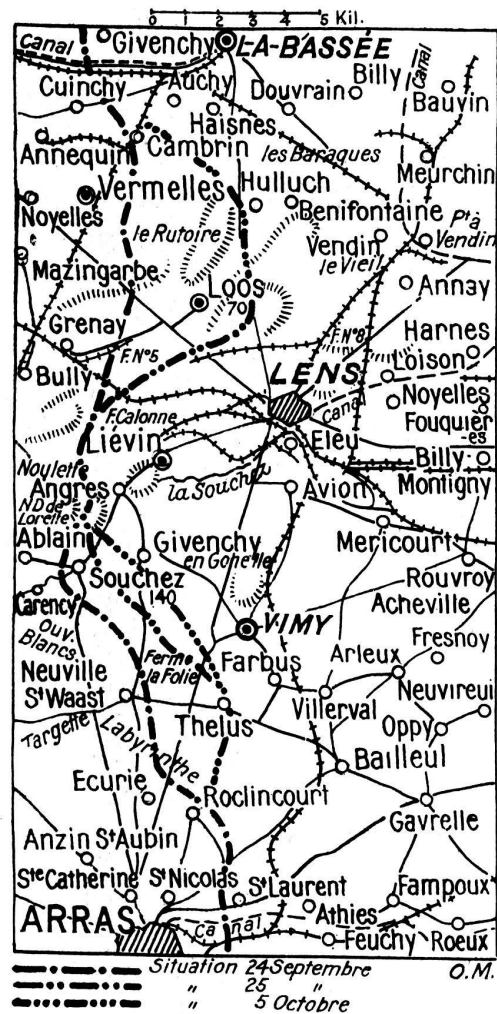 0 1 2 3 4 5 Kil.
Canal
Givenchy
LA-BASSÉE
Cuinchy
Auchy
Douvrain
Billy
Canal
Bauvin
Haisnes
Annequin
Cambrin
les Baraques
Meurchin
Vermelles
Hulluch
Noyelles
Benifontaine
le Rutoire
Vendin
le Vieil
Pt à
Vendin
Mazingarbe
Loos
70
Annay
Grenay
F. N°5
F. N°8
Harnes
Loison
Bully
LENS
Canal
Noyelles
Fouquièr
-es
F. Calonne
Liévin
Eleu
Billy
Montigny
Noulette
Angres
la Souchez
Avion
N.D de
Lorette
Ablain
Givenchy
en Gohelle
Mericourt
Souchez
140
Rouvroy
Carency
Acheville
Ouv.
Blancs
VIMY
Fresnoy
Neuville
St Waast
Ferme
la Folie
Farbus
Arleux
Neuvireuil
Villerval
Targette
Thelus
Oppy
Labyrinthe
Bailleul
Ecurie
Roclincourt
Gavrelle
Anzin
St Aubin
Ste Catherine
St Nicolas
St Laurent
Fampoux
ARRAS
Canal
Athies
Feuchy
Roeux
Situation 24 Septembre
" 25 "
" 5 Octobre
O.M.